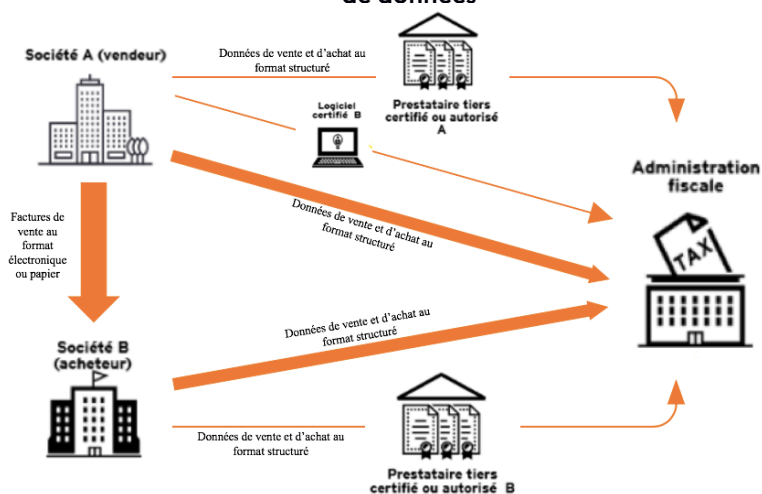 de données
Société A (vendeur)
Données de vente et d'achat au
format structuré
Prestataire tiers
certifié ou autorisé
A
Logiciel
certifié B
Administration
fiscale
TAX
Factures de
vente au
format
électronique
ou papier
Données de vente et d'achat au
format structuré
Données de vente et d'achat au
format structuré
Société B
(acheteur)
Données de vente et d'achat au
format structuré
Prestataire tiers
certifié ou autorisé B